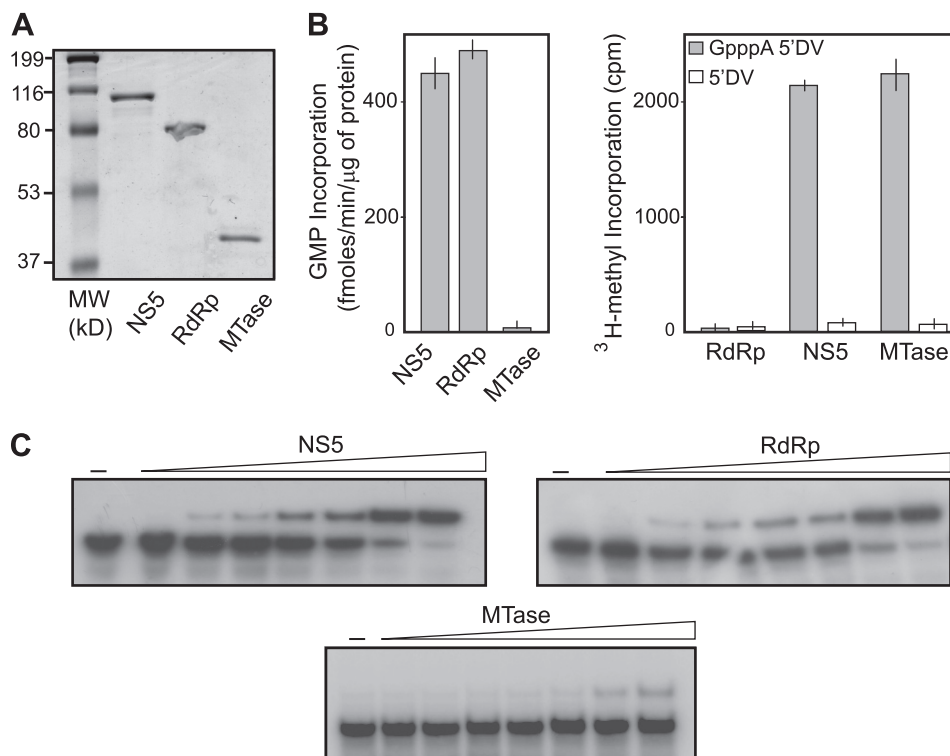 A
199
116
80
53
37
MW
(kD)
NS5
RdRp
MTase
B
GMP Incorporation
(fmoles/min/µg of protein)
400
200
0
NS5
RdRp
MTase
³H-methyl Incorporation (cpm)
2000
1000
0
GpppA 5'DV
5'DV
RdRp
NS5
MTase
C
NS5
–
RdRp
–
MTase
–